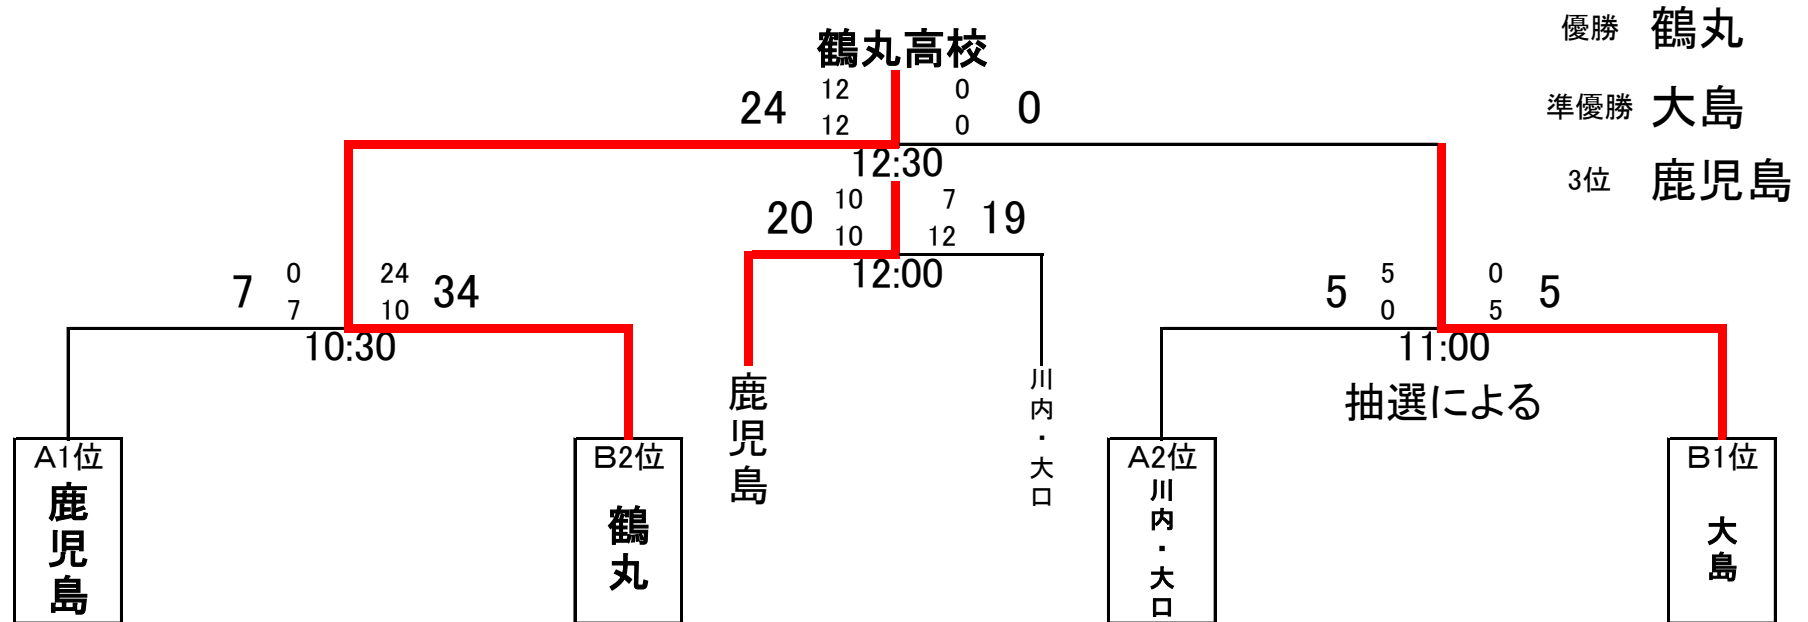 優勝 鶴丸
鶴丸高校
24 12 0 0
12 0
準優勝 大島
12:30
3位 鹿児島
20 10 7 19
10 12
12:00
7 0 24 34
7 10
10:30
5 5 0 5
0 5
11:00
抽選による
鹿児島
川内・大口
A1位
鹿児島
B2位
鶴丸
A2位
川内・大口
B1位
大島